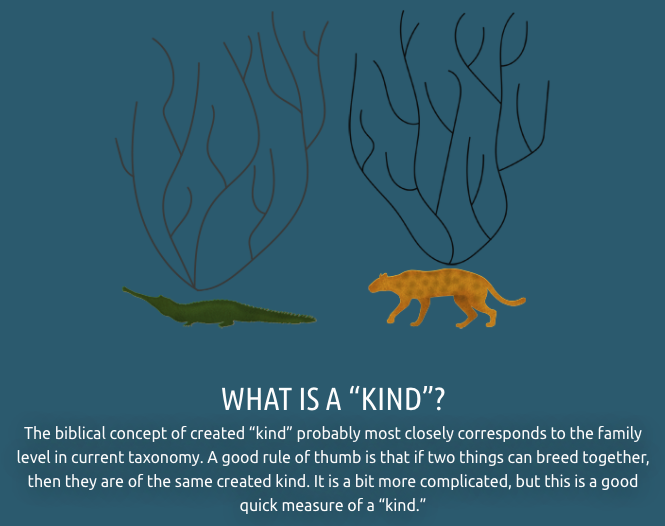 WHAT IS A “KIND”?
The biblical concept of created “kind” probably most closely corresponds to the family
level in current taxonomy. A good rule of thumb is that if two things can breed together,
then they are of the same created kind. It is a bit more complicated, but this is a good
quick measure of a “kind.”